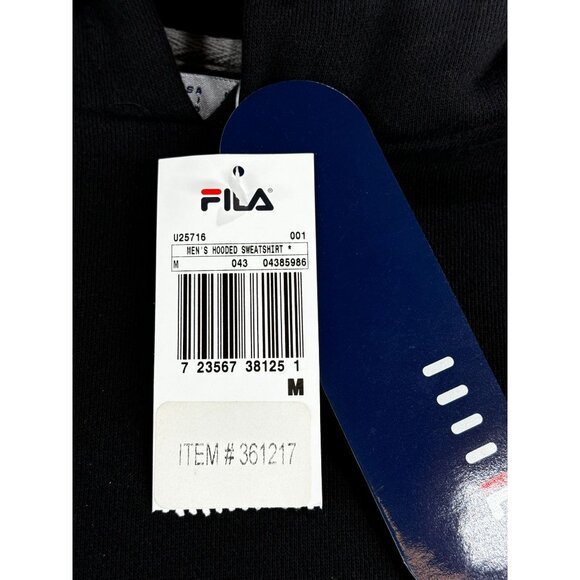 FILA®
U25716 001
MEN'S HOODED SWEATSHIRT *
M 043 04385986
7 23567 38125 1
M
ITEM # 361217